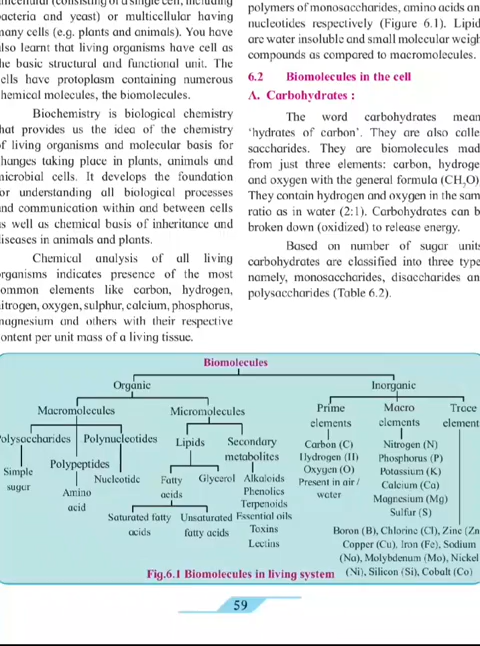 unicellular (consisting of a single cell, including
bacteria and yeast) or multicellular having
many cells (e.g. plants and animals). You have
also learnt that living organisms have cell as
the basic structural and functional unit. The
cells have protoplasm containing numerous
chemical molecules, the biomolecules.
Biochemistry is biological chemistry
that provides us the idea of the chemistry
of living organisms and molecular basis for
changes taking place in plants, animals and
microbial cells. It develops the foundation
for understanding all biological processes
and communication within and between cells
as well as chemical basis of inheritance and
diseases in animals and plants.
Chemical analysis of all living
organisms indicates presence of the most
common elements like carbon, hydrogen,
nitrogen, oxygen, sulphur, calcium, phosphorus,
magnesium and others with their respective
content per unit mass of a living tissue.
polymers of monosaccharides, amino acids an
nucleotides respectively (Figure 6.1). Lipid
are water insoluble and small molecular weigh
compounds as compared to macromolecules.
6.2 Biomolecules in the cell
A. Carbohydrates :
The word carbohydrates mean
‘hydrates of carbon’. They are also calle
saccharides. They are biomolecules mad
from just three elements: carbon, hydroge
and oxygen with the general formula (CH₂O)
They contain hydrogen and oxygen in the sam
ratio as in water (2:1). Carbohydrates can b
broken down (oxidized) to release energy.
Based on number of sugar units
carbohydrates are classified into three type
namely, monosaccharides, disaccharides an
polysaccharides (Table 6.2).
Biomolecules
Organic Inorganic
Macromolecules Micromolecules
Prime elements
Macro elements
Trace element
Polysaccharides Polynucleotides Lipids Secondary metabolites
Simple sugar
Polypeptides
Amino acid
Nucleotide
Fatty acids
Glycerol
Saturated fatty acids
Unsaturated fatty acids
Alkaloids
Phenolics
Terpenoids
Essential oils
Toxins
Lectins
Carbon (C)
Hydrogen (H)
Oxygen (O)
Present in air /
water
Nitrogen (N)
Phosphorus (P)
Potassium (K)
Calcium (Ca)
Magnesium (Mg)
Sulfur (S)
Boron (B), Chlorine (Cl), Zinc (Zn
Copper (Cu), Iron (Fe), Sodium
(Na), Molybdenum (Mo), Nickel
(Ni), Silicon (Si), Cobalt (Co)
Fig.6.1 Biomolecules in living system
59